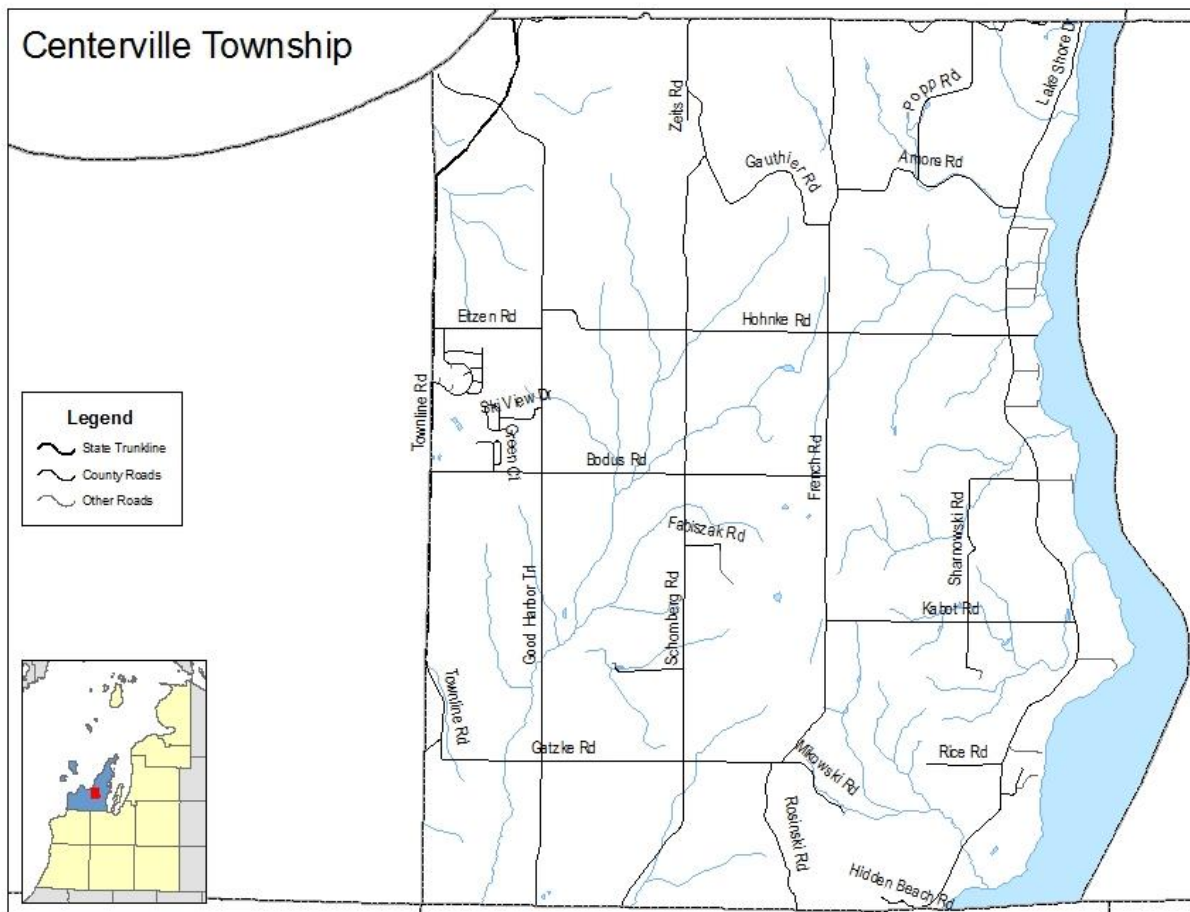 Centerville Township
Lake Shore Dr
Popp Rd
Zeits Rd
Gauthier Rd
Amore Rd
Eitzen Rd
Hohnke Rd
Townline Rd
Ski View Dr
Green Ct
Bodus Rd
French Rd
Legend
State Trunkline
County Roads
Other Roads
Fabiszak Rd
Sharnowski Rd
Good Harbor Trl
Schomberg Rd
Kabot Rd
Townline Rd
Gatzke Rd
Mikowski Rd
Rice Rd
Rosinski Rd
Hidden Beach Rd